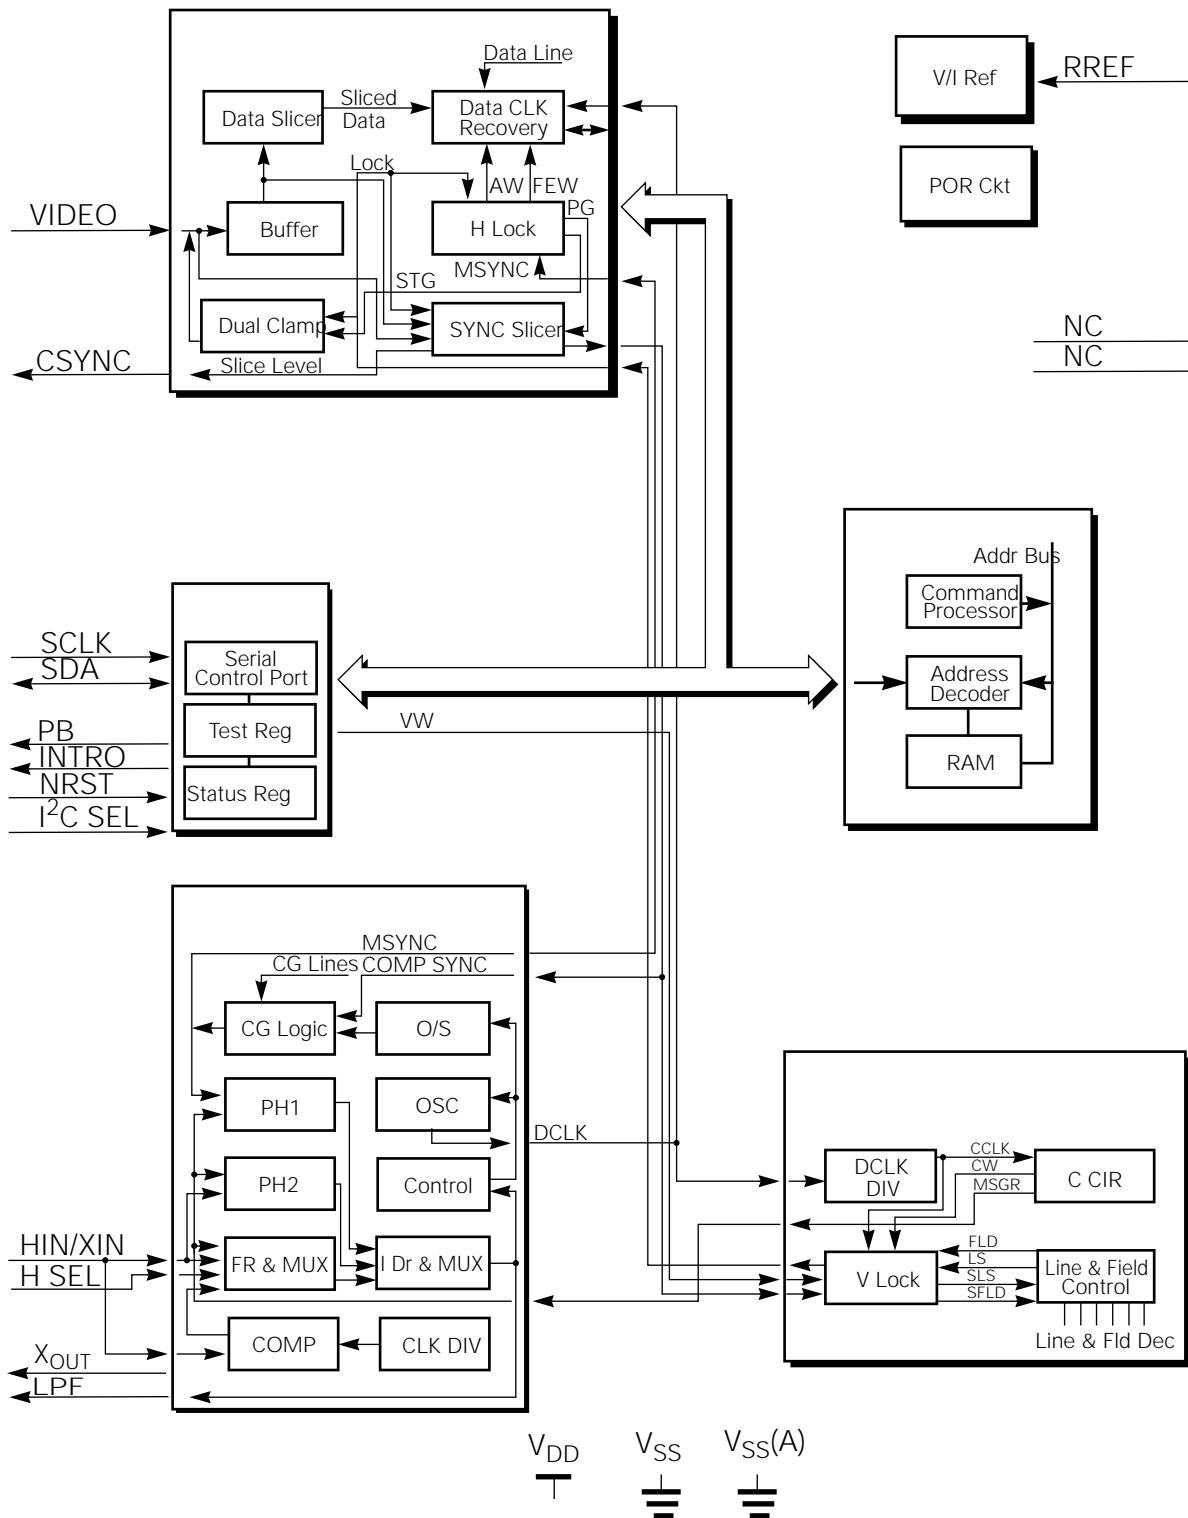 Data Line
Data Slicer
Sliced
Data
Data CLK
Recovery
V/I Ref
RREF
Lock
AW
FEW
PG
POR Ckt
VIDEO
Buffer
H Lock
MSYNC
STG
Dual Clamp
SYNC Slicer
NC
NC
CSYNC
Slice Level
Addr Bus
Command
Processor
SCLK
SDA
Serial
Control Port
Address
Decoder
PB
INTRO
NRST
I²C SEL
Test Reg
VW
RAM
Status Reg
MSYNC
CG Lines
COMP SYNC
CG Logic
O/S
PH1
OSC
DCLK
PH2
Control
DCLK
DIV
CCLK
CW
MSGR
C CIR
HIN/XIN
H SEL
FR & MUX
I Dr & MUX
V Lock
FLD
LS
SLS
SFLD
Line & Field
Control
COMP
CLK DIV
Line & Fld Dec
XOUT
LPF
VDD
VSS
VSS(A)